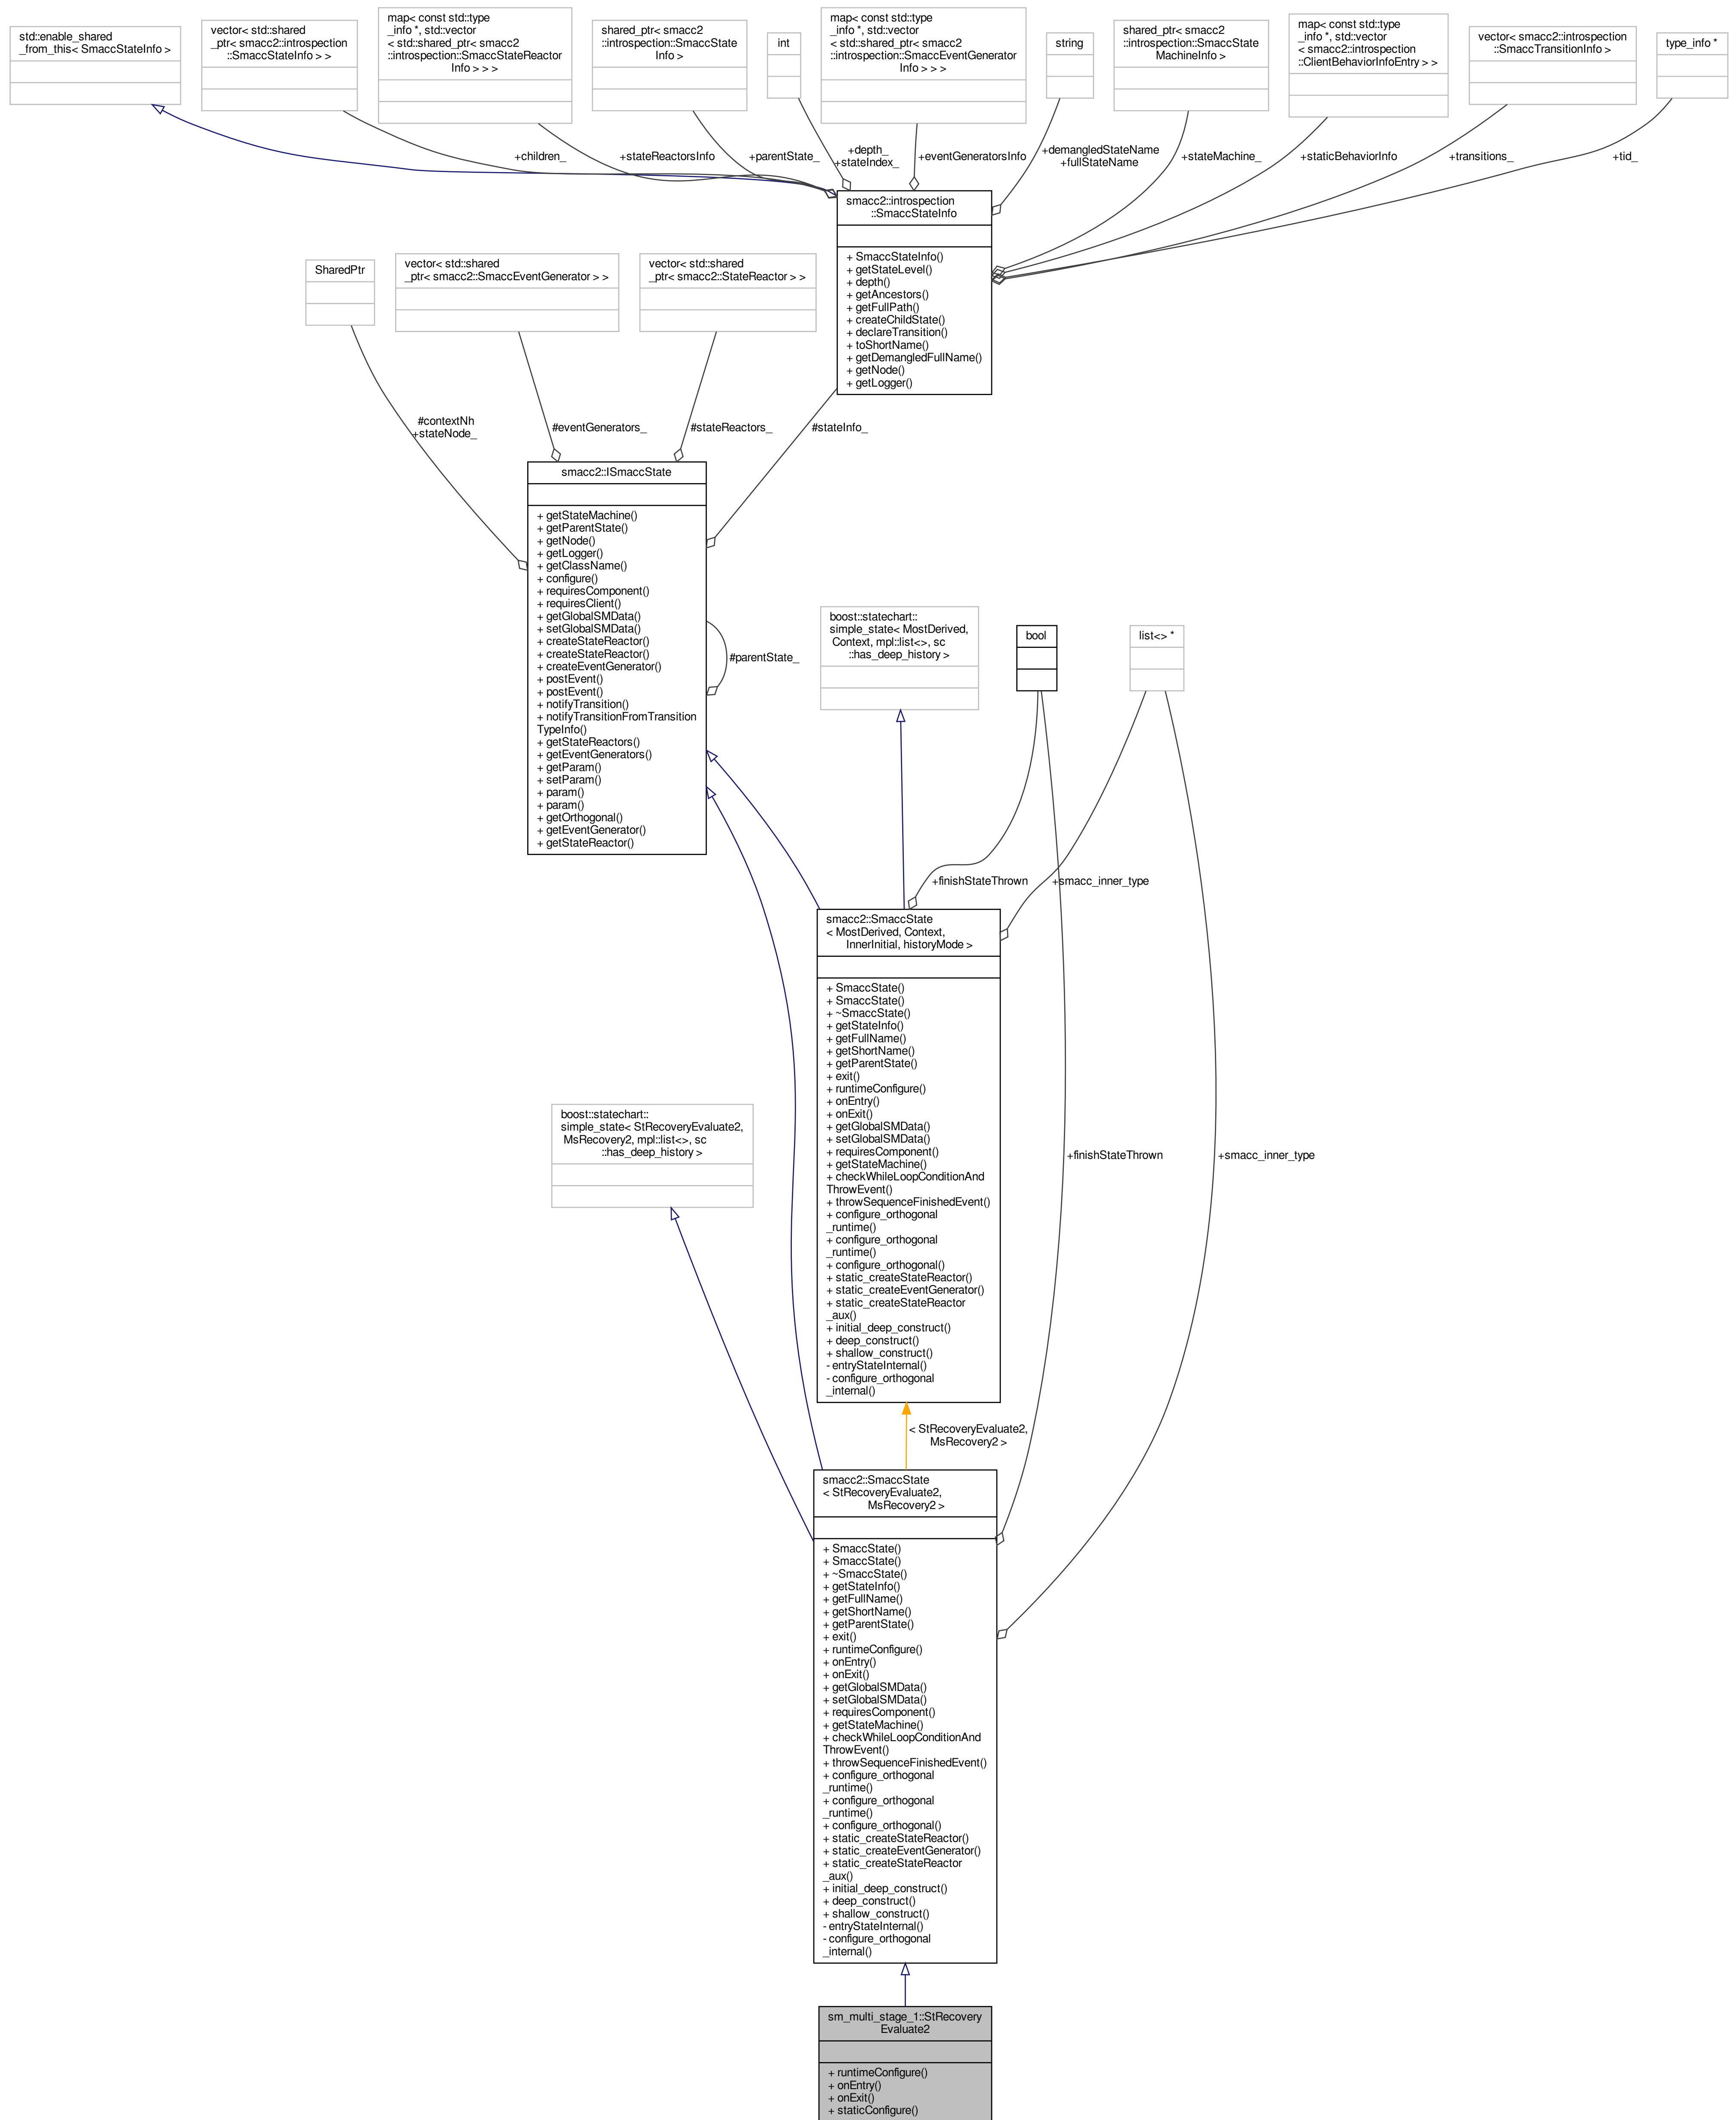 std::enable_shared
_from_this< SmaccStateInfo >
vector< std::shared
_ptr< smacc2::introspection
::SmaccStateInfo > >
map< const std::type
_info *, std::vector
< std::shared_ptr< smacc2
::introspection::SmaccStateReactor
Info > > >
shared_ptr< smacc2
::introspection::SmaccState
Info >
int
map< const std::type
_info *, std::vector
< std::shared_ptr< smacc2
::introspection::SmaccEventGenerator
Info > > >
string
shared_ptr< smacc2
::introspection::SmaccState
MachineInfo >
map< const std::type
_info *, std::vector
< smacc2::introspection
::ClientBehaviorInfoEntry > >
vector< smacc2::introspection
::SmaccTransitionInfo >
type_info *
+children_
+stateReactorsInfo
+parentState_
+depth_
+stateIndex_
+eventGeneratorsInfo
+demangledStateName
+fullStateName
+stateMachine_
+staticBehaviorInfo
+transitions_
+tid_
smacc2::introspection
::SmaccStateInfo
+ SmaccStateInfo()
+ getStateLevel()
+ depth()
+ getAncestors()
+ getFullPath()
+ createChildState()
+ declareTransition()
+ toShortName()
+ getDemangledFullName()
+ getNode()
+ getLogger()
SharedPtr
vector< std::shared
_ptr< smacc2::SmaccEventGenerator > >
vector< std::shared
_ptr< smacc2::StateReactor > >
#contextNh
+stateNode_
#eventGenerators_
#stateReactors_
#stateInfo_
smacc2::ISmaccState
+ getStateMachine()
+ getParentState()
+ getNode()
+ getLogger()
+ getClassName()
+ configure()
+ requiresComponent()
+ requiresClient()
+ getGlobalSMData()
+ setGlobalSMData()
+ createStateReactor()
+ createStateReactor()
+ createEventGenerator()
+ postEvent()
+ postEvent()
+ notifyTransition()
+ notifyTransitionFromTransition
TypeInfo()
+ getStateReactors()
+ getEventGenerators()
+ getParam()
+ setParam()
+ param()
+ param()
+ getOrthogonal()
+ getEventGenerator()
+ getStateReactor()
#parentState_
boost::statechart::
simple_state< MostDerived,
Context, mpl::list<>, sc
::has_deep_history >
bool
list<> *
+finishStateThrown
+smacc_inner_type
smacc2::SmaccState
< MostDerived, Context,
InnerInitial, historyMode >
+ SmaccState()
+ SmaccState()
+ ~SmaccState()
+ getStateInfo()
+ getFullName()
+ getShortName()
+ getParentState()
+ exit()
+ runtimeConfigure()
+ onEntry()
+ onExit()
+ getGlobalSMData()
+ setGlobalSMData()
+ requiresComponent()
+ getStateMachine()
+ checkWhileLoopConditionAnd
ThrowEvent()
+ throwSequenceFinishedEvent()
+ configure_orthogonal
_runtime()
+ configure_orthogonal
_runtime()
+ configure_orthogonal()
+ static_createStateReactor()
+ static_createEventGenerator()
+ static_createStateReactor
_aux()
+ initial_deep_construct()
+ deep_construct()
+ shallow_construct()
- entryStateInternal()
- configure_orthogonal
_internal()
boost::statechart::
simple_state< StRecoveryEvaluate2,
MsRecovery2, mpl::list<>, sc
::has_deep_history >
+finishStateThrown
+smacc_inner_type
< StRecoveryEvaluate2,
MsRecovery2 >
smacc2::SmaccState
< StRecoveryEvaluate2,
MsRecovery2 >
+ SmaccState()
+ SmaccState()
+ ~SmaccState()
+ getStateInfo()
+ getFullName()
+ getShortName()
+ getParentState()
+ exit()
+ runtimeConfigure()
+ onEntry()
+ onExit()
+ getGlobalSMData()
+ setGlobalSMData()
+ requiresComponent()
+ getStateMachine()
+ checkWhileLoopConditionAnd
ThrowEvent()
+ throwSequenceFinishedEvent()
+ configure_orthogonal
_runtime()
+ configure_orthogonal
_runtime()
+ configure_orthogonal()
+ static_createStateReactor()
+ static_createEventGenerator()
+ static_createStateReactor
_aux()
+ initial_deep_construct()
+ deep_construct()
+ shallow_construct()
- entryStateInternal()
- configure_orthogonal
_internal()
sm_multi_stage_1::StRecovery
Evaluate2
+ runtimeConfigure()
+ onEntry()
+ onExit()
+ staticConfigure()